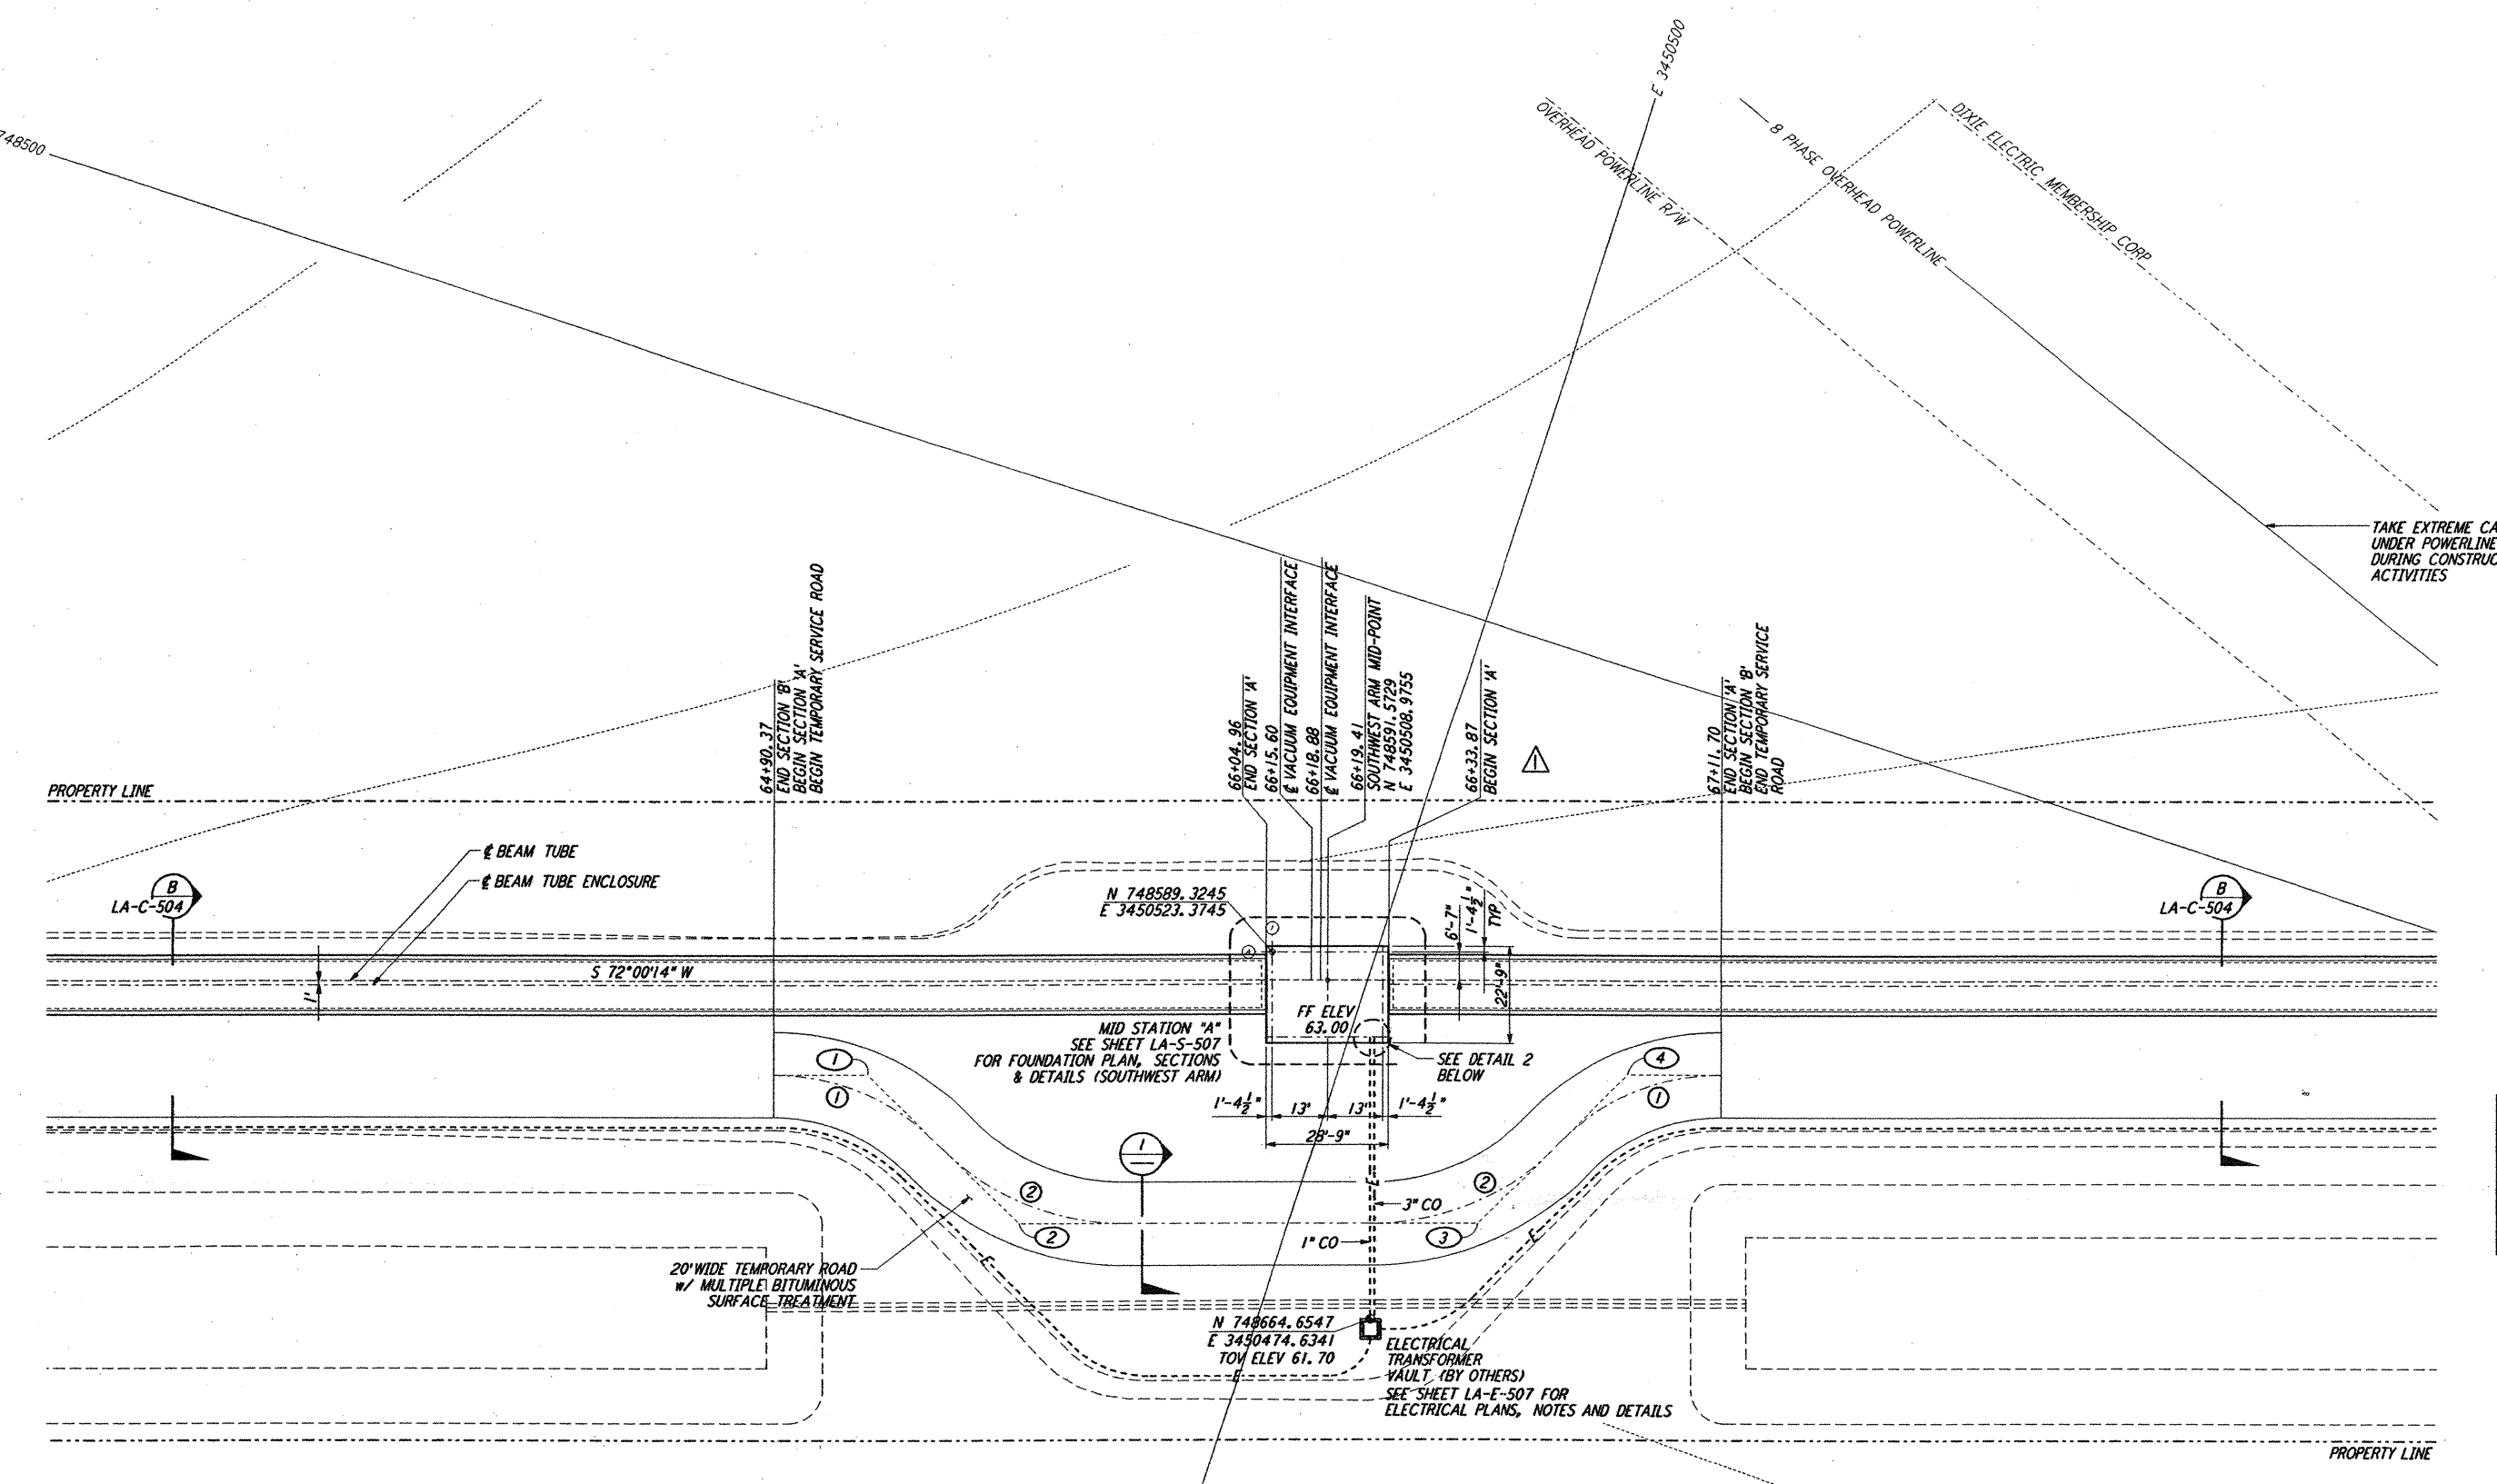 748500
E 3450500
OVERHEAD POWERLINE R/W
8 PHASE OVERHEAD POWERLINE
DIXIE ELECTRIC MEMBERSHIP CORP
TAKE EXTREME CA
UNDER POWERLINE
DURING CONSTRUC
ACTIVITIES
64+90.37
END SECTION 'B'
BEGIN SECTION 'A'
BEGIN TEMPORARY SERVICE ROAD
66+04.96
END SECTION 'A'
66+15.60
℄ VACUUM EQUIPMENT INTERFACE
66+18.88
℄ VACUUM EQUIPMENT INTERFACE
66+19.41
SOUTHWEST ARM MID-POINT
N 748591.5729
E 3450508.9755
66+33.87
BEGIN SECTION 'A'
1
67+11.70
END SECTION 'A'
BEGIN SECTION 'B'
END TEMPORARY SERVICE
ROAD
PROPERTY LINE
℄ BEAM TUBE
℄ BEAM TUBE ENCLOSURE
B
LA-C-504
N 748589.3245
E 3450523.3745
1
A
6'-7"
1'-4½"
TYP
22'-9"
B
LA-C-504
S 72°00'14" W
1'
FF ELEV
63.00
MID STATION "A"
SEE SHEET LA-S-507
FOR FOUNDATION PLAN, SECTIONS
& DETAILS (SOUTHWEST ARM)
SEE DETAIL 2
BELOW
1
1
4
1
1'-4½"
13'
13'
1'-4½"
28'-9"
1
2
2
2
3
3" CO
1" CO
E
E
E
E
20' WIDE TEMPORARY ROAD
w/ MULTIPLE BITUMINOUS
SURFACE TREATMENT
N 748664.6547
E 3450474.6341
TOV ELEV 61.70
ELECTRICAL
TRANSFORMER
VAULT (BY OTHERS)
SEE SHEET LA-E-507 FOR
ELECTRICAL PLANS, NOTES AND DETAILS
PROPERTY LINE